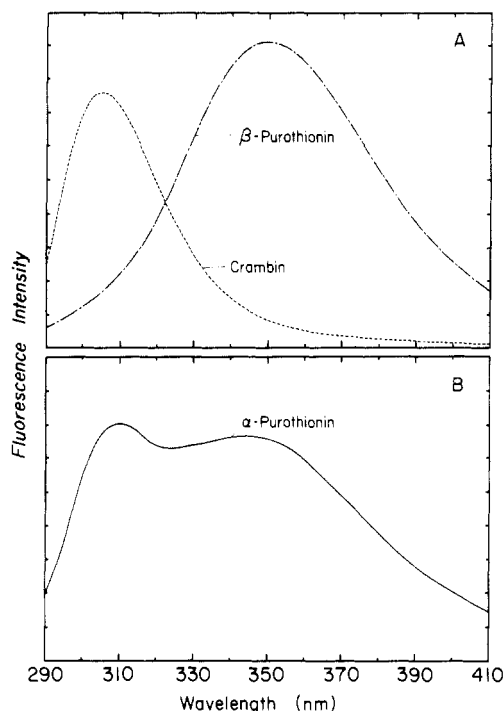 A
β-Purothionin
Crambin
Fluorescence Intensity
B
α-Purothionin
290 310 330 350 370 390 410
Wavelength (nm)